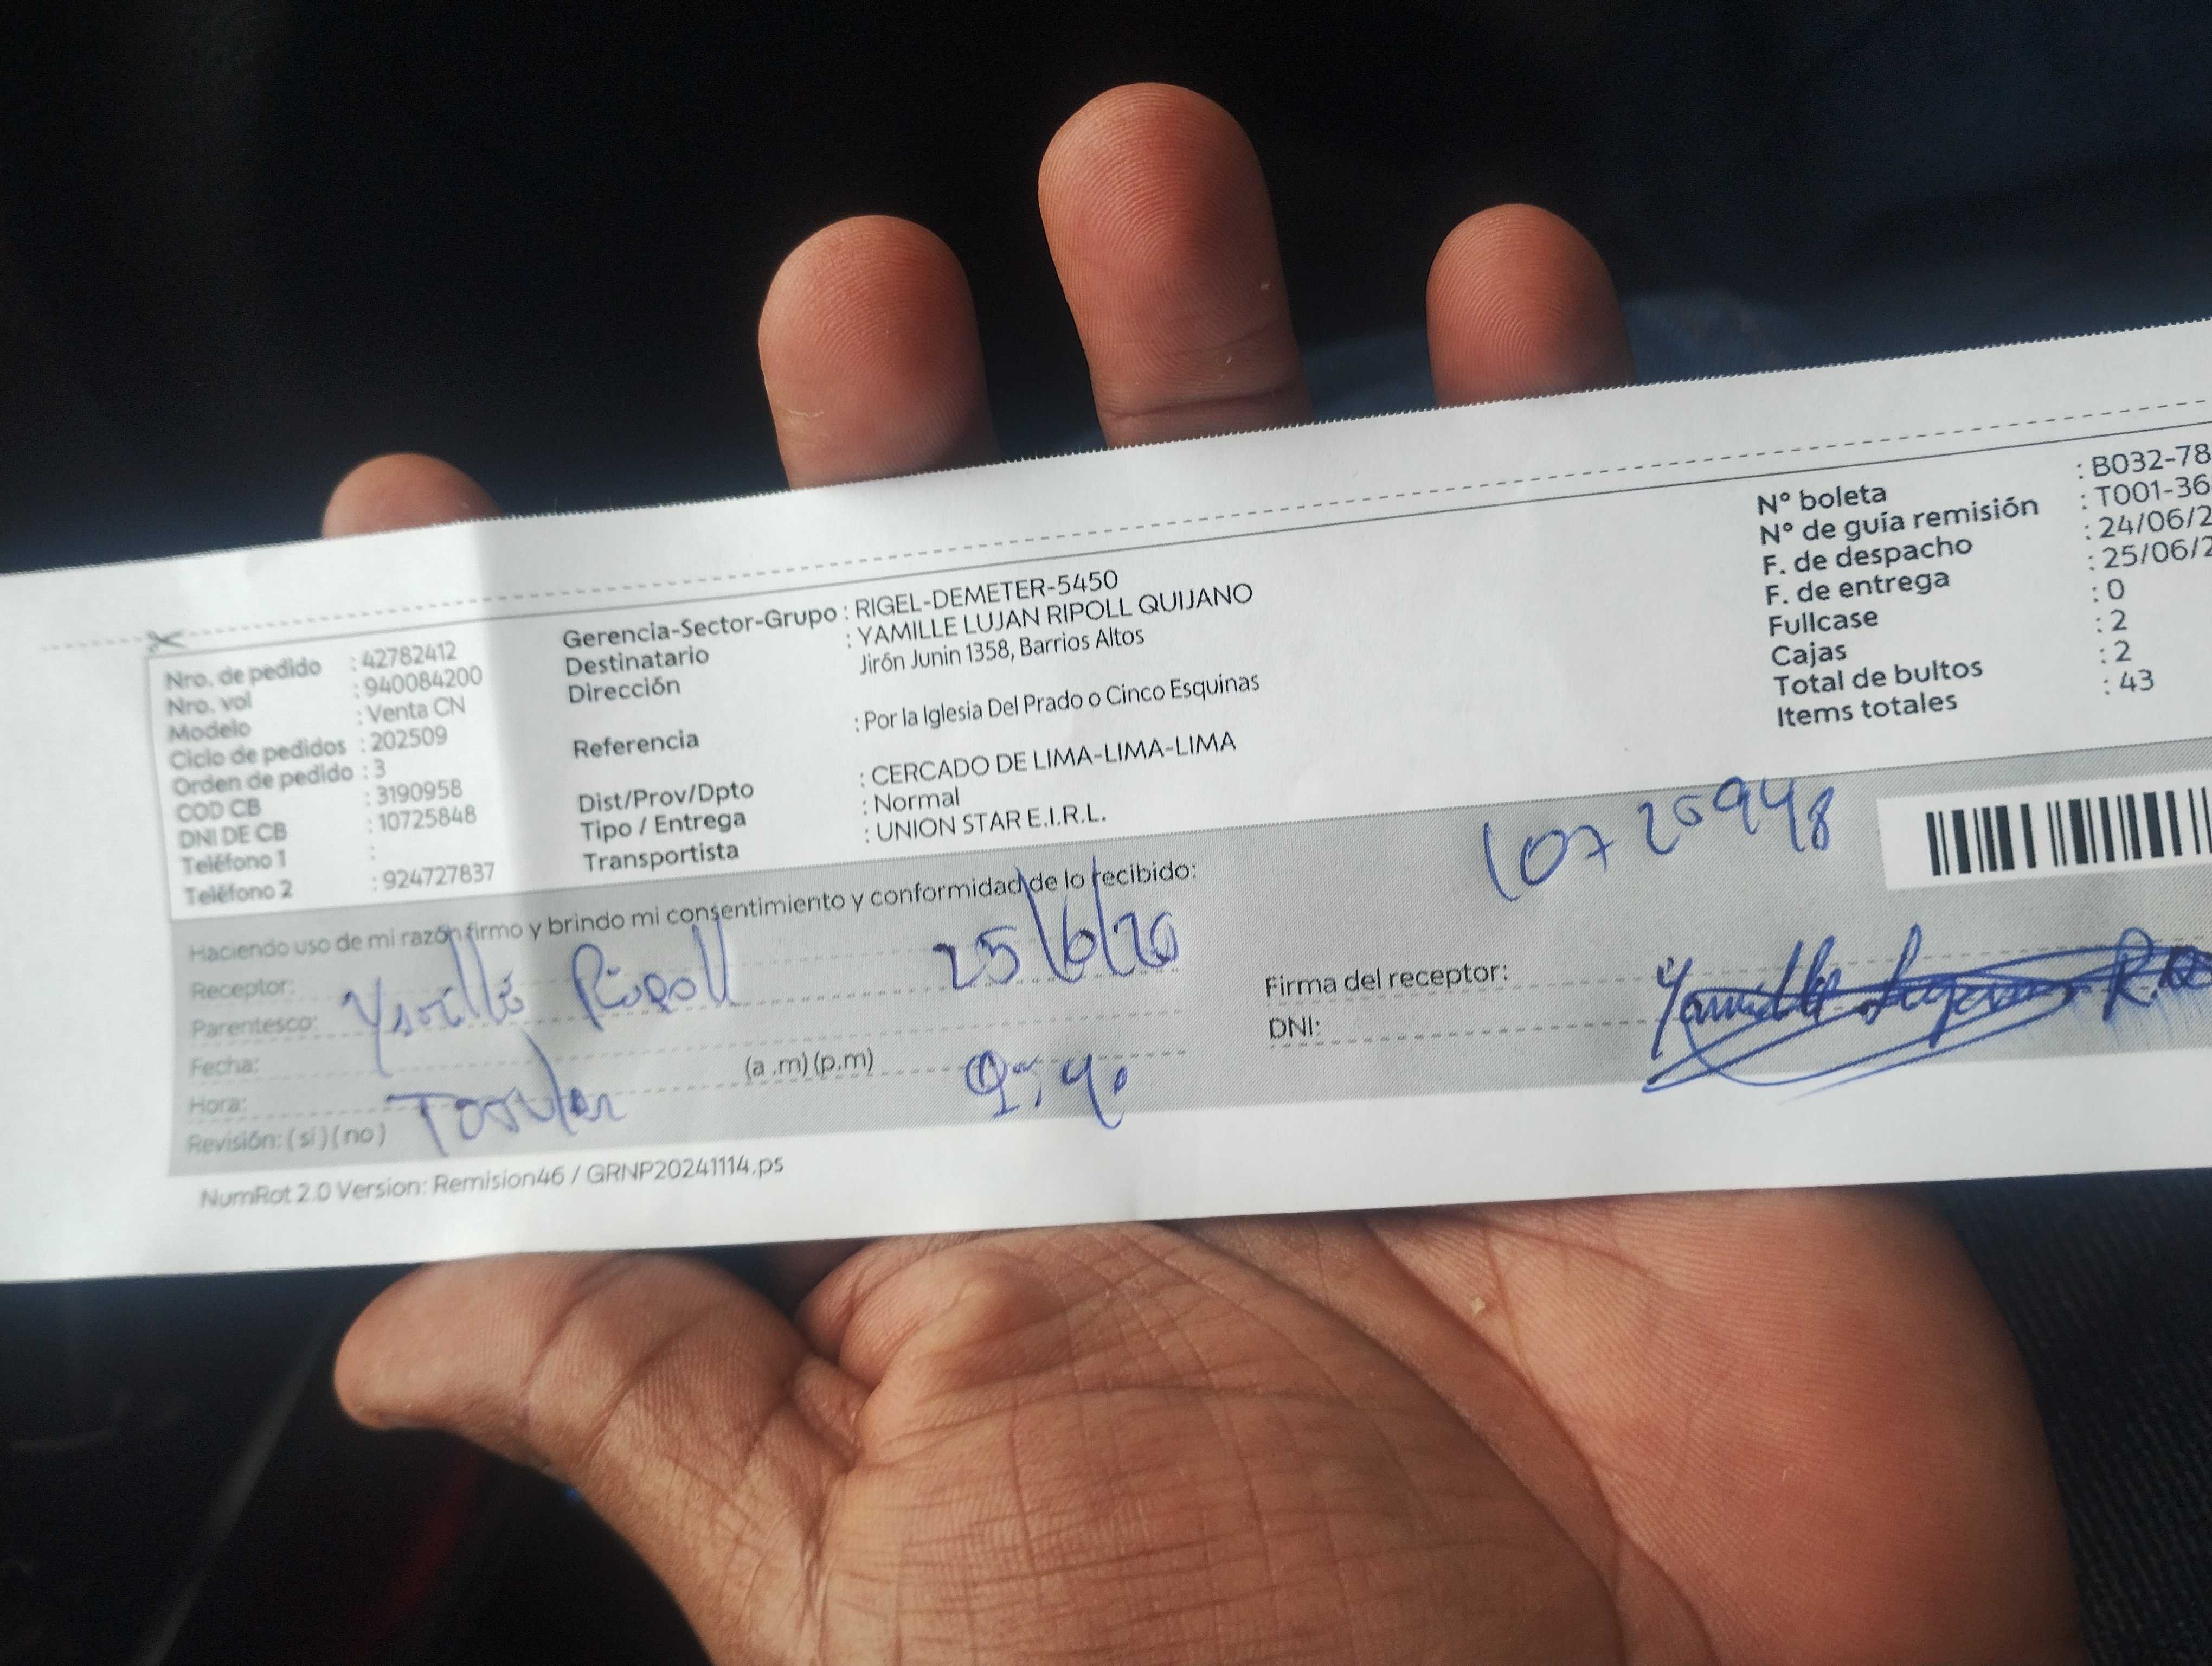 Nro. de pedido : 42782412
Nro. vol : 940084200
Modelo : Venta CN
Ciclo de pedidos : 202509
Orden de pedido : 3
COD CB : 3190958
DNI DE CB : 10725848
Teléfono 1 :
Teléfono 2 : 924727837
Gerencia-Sector-Grupo : RIGEL-DEMETER-5450
Destinatario : YAMILLE LUJAN RIPOLL QUIJANO
Dirección Jirón Junin 1358, Barrios Altos
Referencia : Por la Iglesia Del Prado o Cinco Esquinas
Dist/Prov/Dpto : CERCADO DE LIMA-LIMA-LIMA
Tipo / Entrega : Normal
Transportista : UNION STAR E.I.R.L.
N° boleta : B032-78
N° de guía remisión : T001-36
F. de despacho : 24/06/2
F. de entrega : 25/06/2
Fullcase : 0
Cajas : 2
Total de bultos : 2
Items totales : 43
Haciendo uso de mi razón firmo y brindo mi consentimiento y conformidad de lo recibido:
Receptor: Ripoll
Parentesco:
Fecha:
Hora: (a .m) (p.m)
Revisión: ( si ) ( no )
Firma del receptor: Yamille
DNI:
NumRot 2.0 Version: Remision46 / GRNP20241114.ps